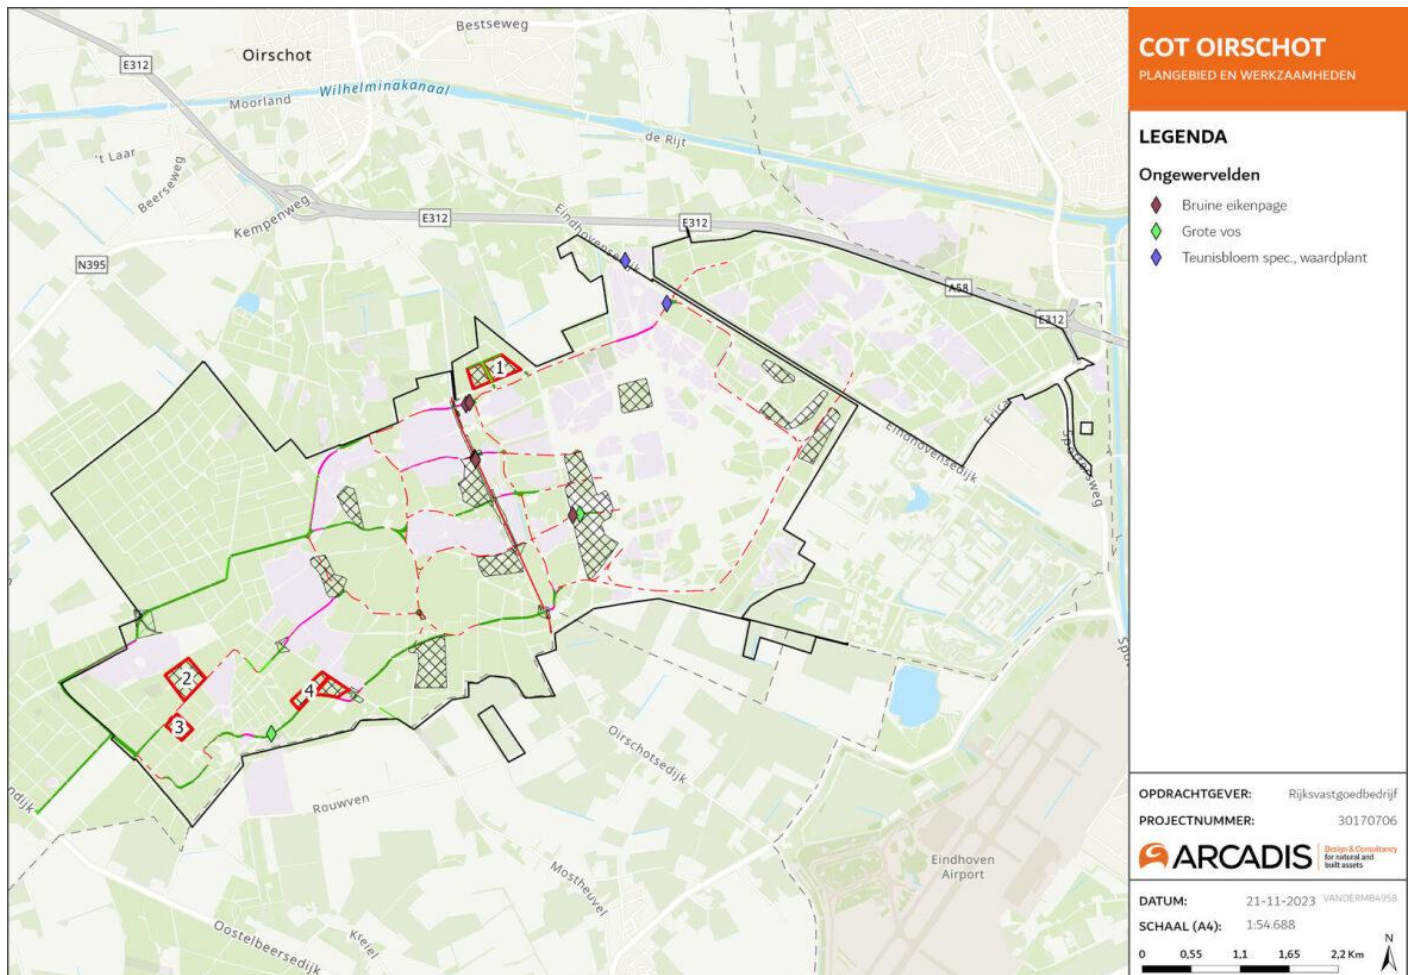 Bestseweg
Oirschot
E312
Wilhelminakanaal
Moorland
de Rijt
't Laar
Beerseweg
Kempenweg
E312
Eindhovensedijk
E312
N395
A58
E312
1
Erica
Eindhovensedijk
Spottersweg
2
4
3
Oirschotsedijk
Rouwven
Eindhoven
Airport
Mostheuvel
Kreiel
Oostelbeersedijk
COT OIRSCHOT
PLANGEBIED EN WERKZAAMHEDEN
LEGENDA
Ongewervelden
Bruine eikenpage
Grote vos
Teunisbloem spec., waardplant
OPDRACHTGEVER: Rijksvastgoedbedrijf
PROJECTNUMMER: 30170706
ARCADIS
Design & Consultancy
for natural and
built assets
DATUM: 21-11-2023 VANDERMB4958
SCHAAL (A4): 1:54.688
N
0 0,55 1,1 1,65 2,2 Km